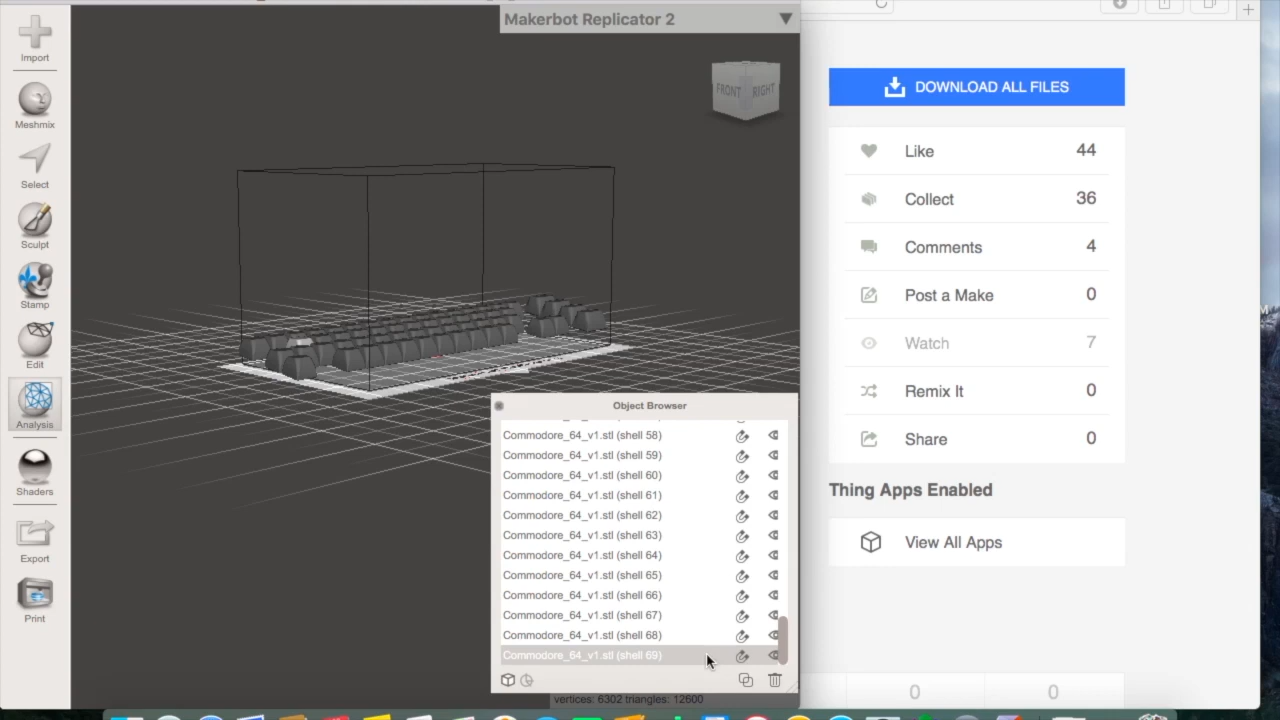 Makerbot Replicator 2
Import
Meshmix
Select
Sculpt
Stamp
Edit
Analysis
Shaders
Export
Print
FRONT
RIGHT
Object Browser
Commodore_64_v1.stl (shell 58)
Commodore_64_v1.stl (shell 59)
Commodore_64_v1.stl (shell 60)
Commodore_64_v1.stl (shell 61)
Commodore_64_v1.stl (shell 62)
Commodore_64_v1.stl (shell 63)
Commodore_64_v1.stl (shell 64)
Commodore_64_v1.stl (shell 65)
Commodore_64_v1.stl (shell 66)
Commodore_64_v1.stl (shell 67)
Commodore_64_v1.stl (shell 68)
Commodore_64_v1.stl (shell 69)
vertices: 6302 triangles: 12600
DOWNLOAD ALL FILES
Like 44
Collect 36
Comments 4
Post a Make 0
Watch 7
Remix It 0
Share 0
Thing Apps Enabled
View All Apps
0 0